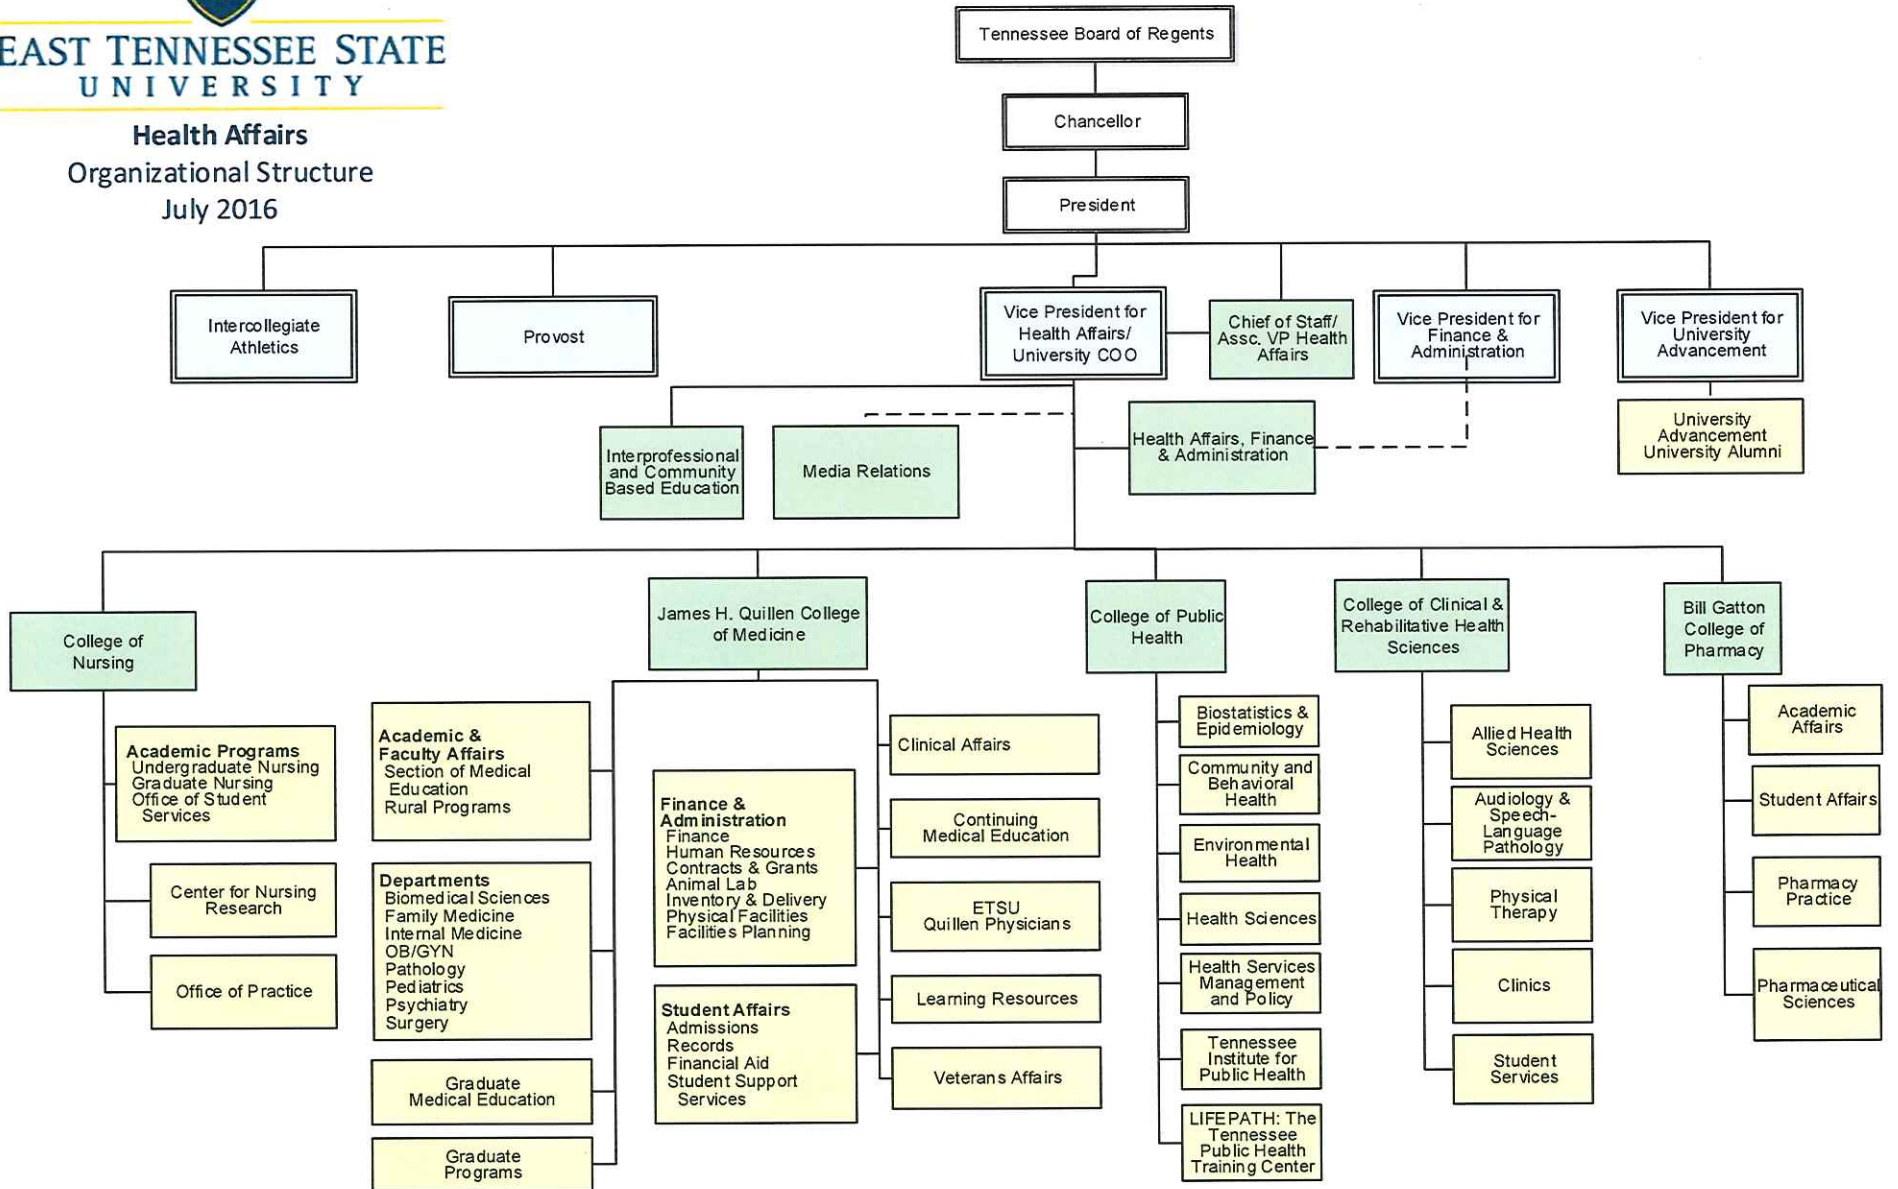 EAST TENNESSEE STATE
UNIVERSITY
Health Affairs
Organizational Structure
July 2016
Tennessee Board of Regents
Chancellor
President
Intercollegiate
Athletics
Provost
Vice President for
Health Affairs/
University COO
Chief of Staff/
Assc. VP Health
Affairs
Vice President for
Finance &
Administration
Vice President for
University
Advancement
Interprofessional
and Community
Based Education
Media Relations
Health Affairs, Finance
& Administration
University
Advancement
University Alumni
College of
Nursing
James H. Quillen College
of Medicine
College of Public
Health
College of Clinical &
Rehabilitative Health
Sciences
Bill Gatton
College of
Pharmacy
Academic Programs
Undergraduate Nursing
Graduate Nursing
Office of Student
Services
Center for Nursing
Research
Office of Practice
Academic &
Faculty Affairs
Section of Medical
Education
Rural Programs
Departments
Biomedical Sciences
Family Medicine
Internal Medicine
OB/GYN
Pathology
Pediatrics
Psychiatry
Surgery
Graduate
Medical Education
Graduate
Programs
Finance &
Administration
Finance
Human Resources
Contracts & Grants
Animal Lab
Inventory & Delivery
Physical Facilities
Facilities Planning
Student Affairs
Admissions
Records
Financial Aid
Student Support
Services
Clinical Affairs
Continuing
Medical Education
ETSU
Quillen Physicians
Learning Resources
Veterans Affairs
Biostatistics &
Epidemiology
Community and
Behavioral
Health
Environmental
Health
Health Sciences
Health Services
Management
and Policy
Tennessee
Institute for
Public Health
LIFEPATH: The
Tennessee
Public Health
Training Center
Allied Health
Sciences
Audiology &
Speech-
Language
Pathology
Physical
Therapy
Clinics
Student
Services
Academic
Affairs
Student Affairs
Pharmacy
Practice
Pharmaceutical
Sciences